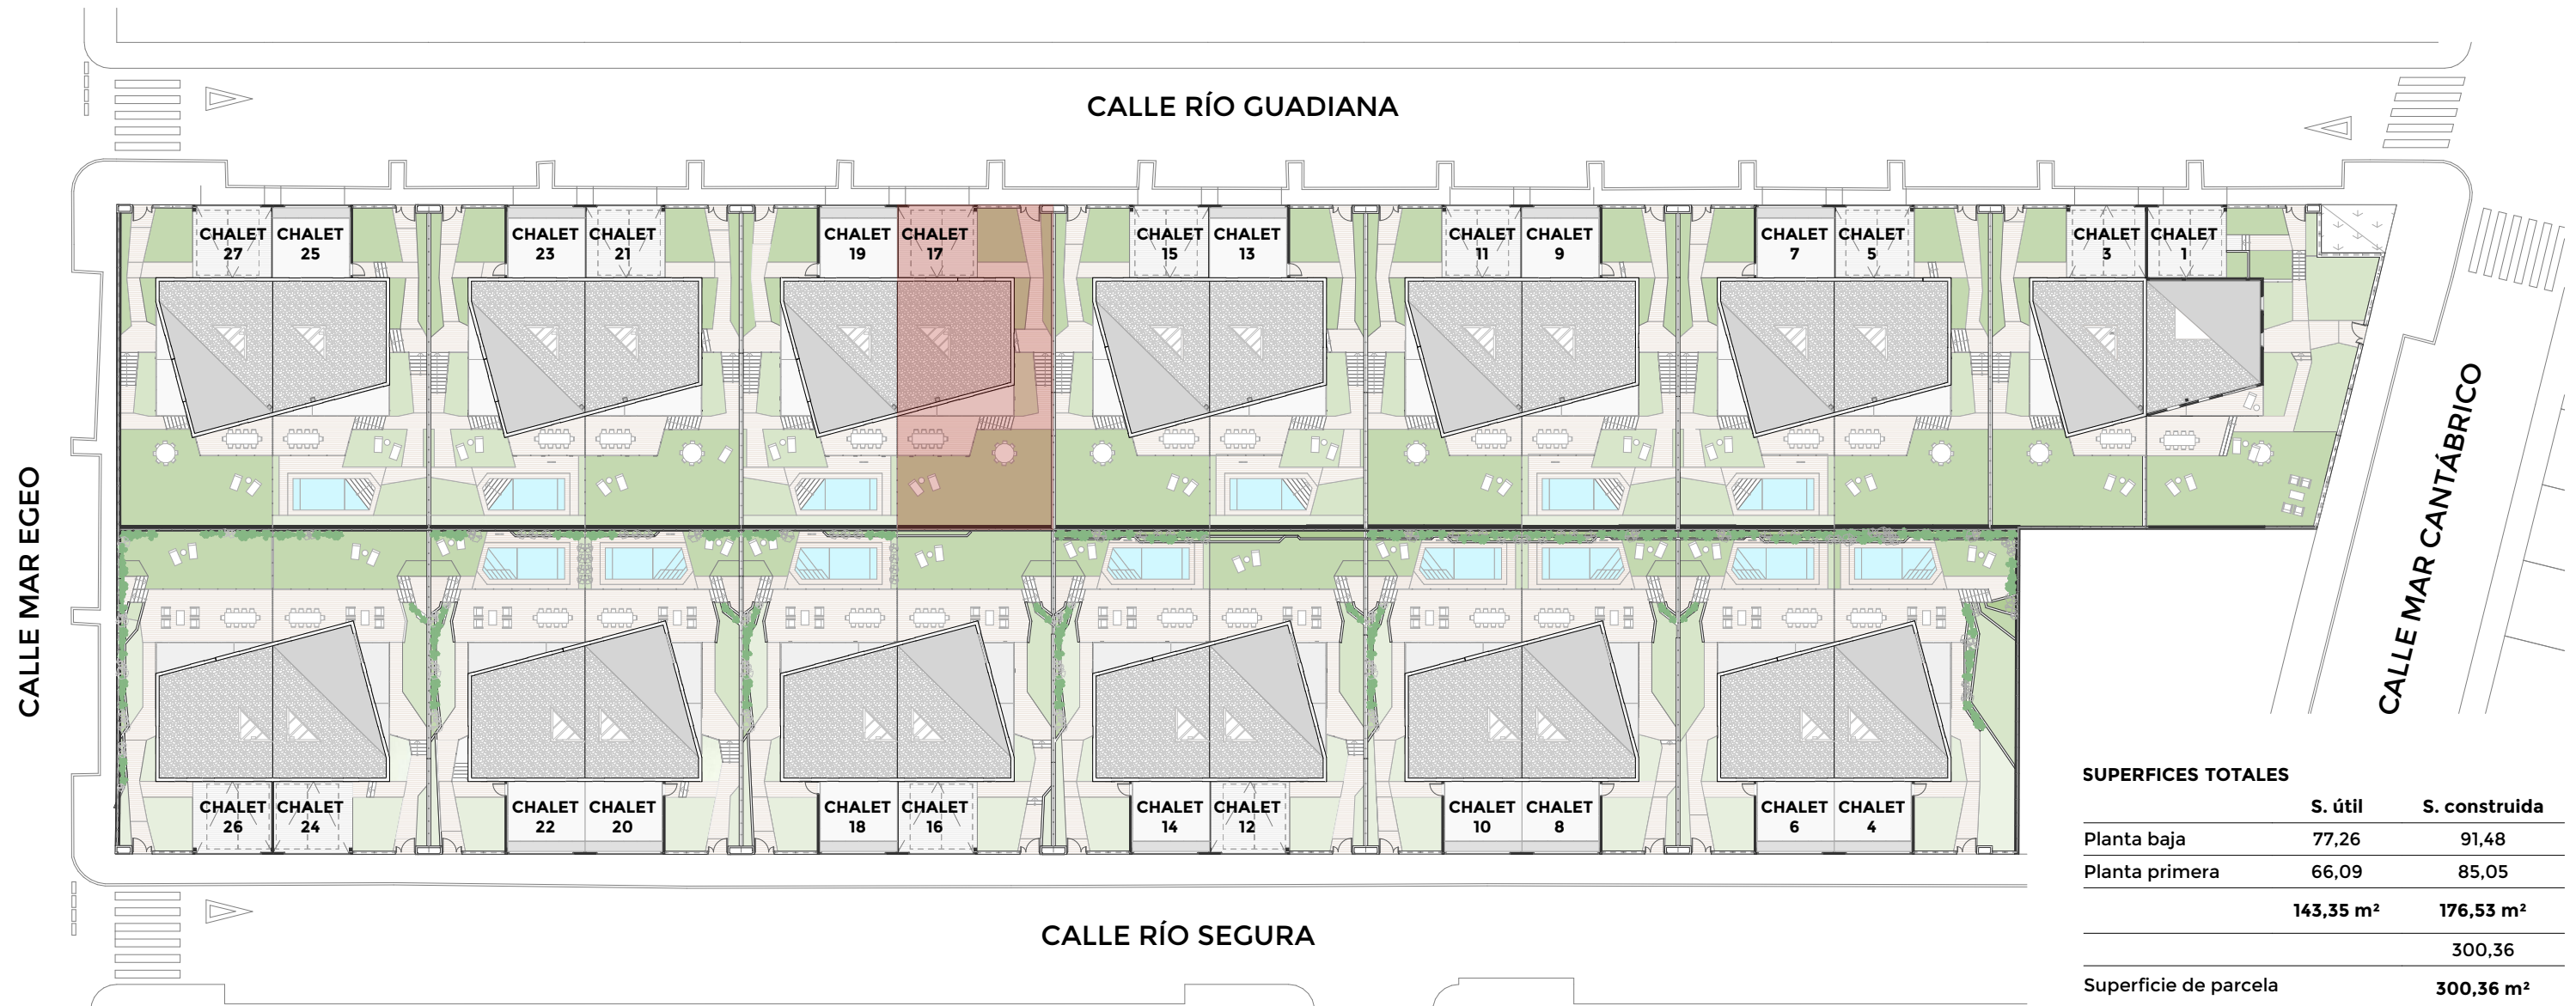 CALLE RÍO GUADIANA
CHALET 27
CHALET 25
CHALET 23
CHALET 21
CHALET 19
CHALET 17
CHALET 15
CHALET 13
CHALET 11
CHALET 9
CHALET 7
CHALET 5
CHALET 3
CHALET 1
CALLE MAR EGEO
CALLE MAR CANTÁBRICO
CHALET 26
CHALET 24
CHALET 22
CHALET 20
CHALET 18
CHALET 16
CHALET 14
CHALET 12
CHALET 10
CHALET 8
CHALET 6
CHALET 4
CALLE RÍO SEGURA
SUPERFICES TOTALES
S. útil S. construida
Planta baja 77,26 91,48
Planta primera 66,09 85,05
143,35 m² 176,53 m²
300,36
Superficie de parcela 300,36 m²